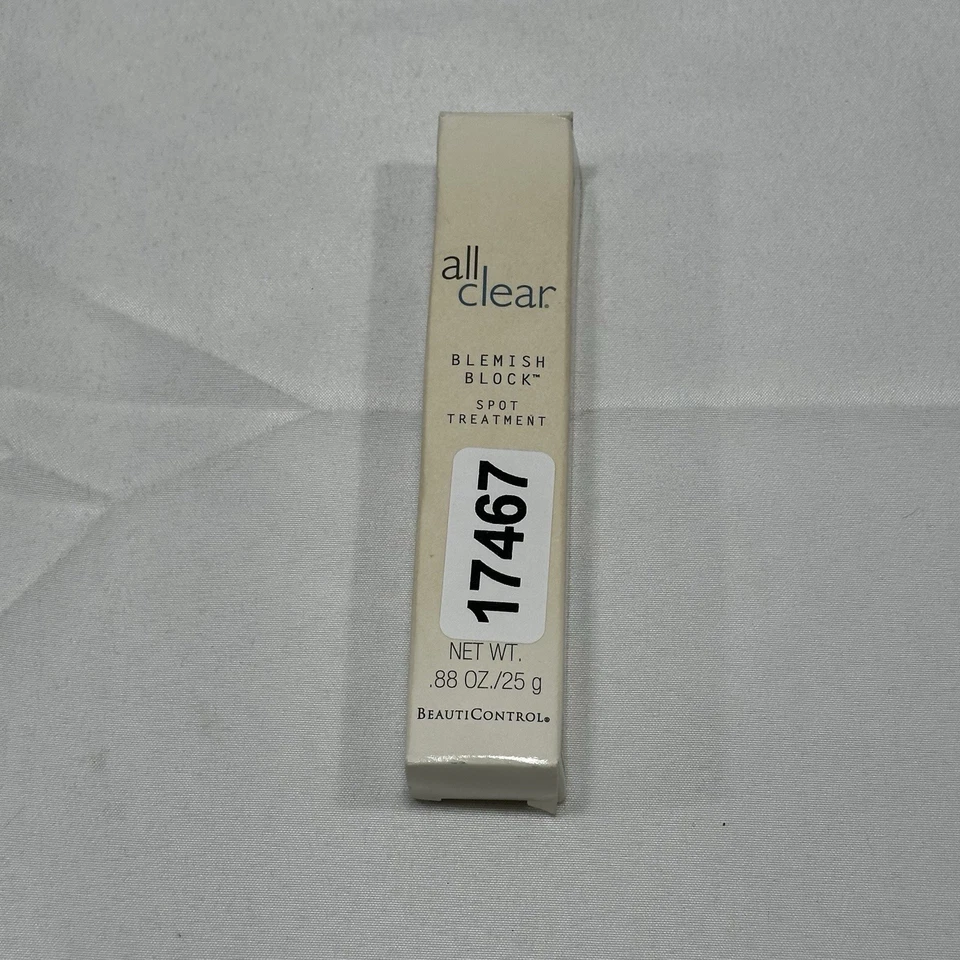 all
clear®
BLEMISH
BLOCK™
SPOT
TREATMENT
17467
NET WT.
.88 OZ./25 g
BEAUTICONTROL®